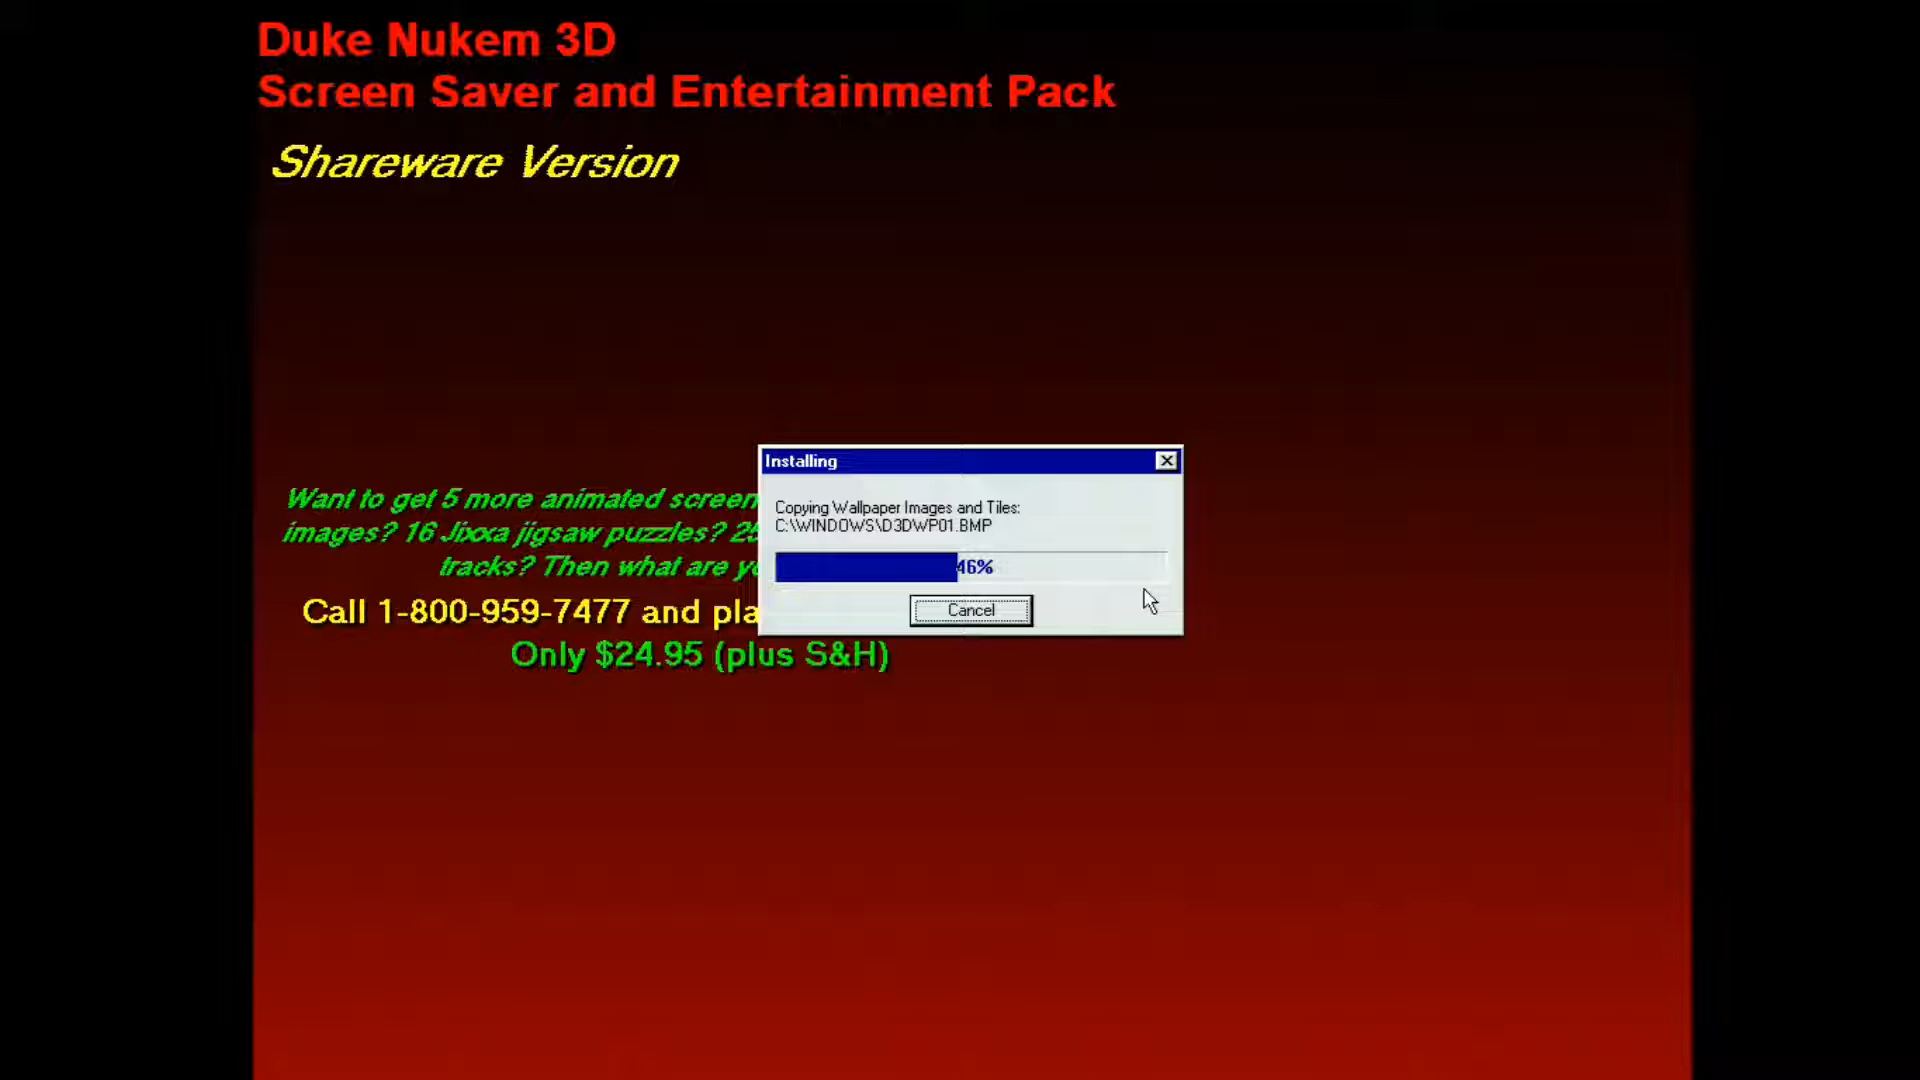 Duke Nukem 3D
Screen Saver and Entertainment Pack
Shareware Version
Installing
Copying Wallpaper Images and Tiles:
C:\WINDOWS\D3DWP01.BMP
46%
Cancel
Want to get 5 more animated screen
images? 16 Jixxa jigsaw puzzles? 25
tracks? Then what are
Call 1-800-959-7477 and
Only $24.95 (plus S&H)